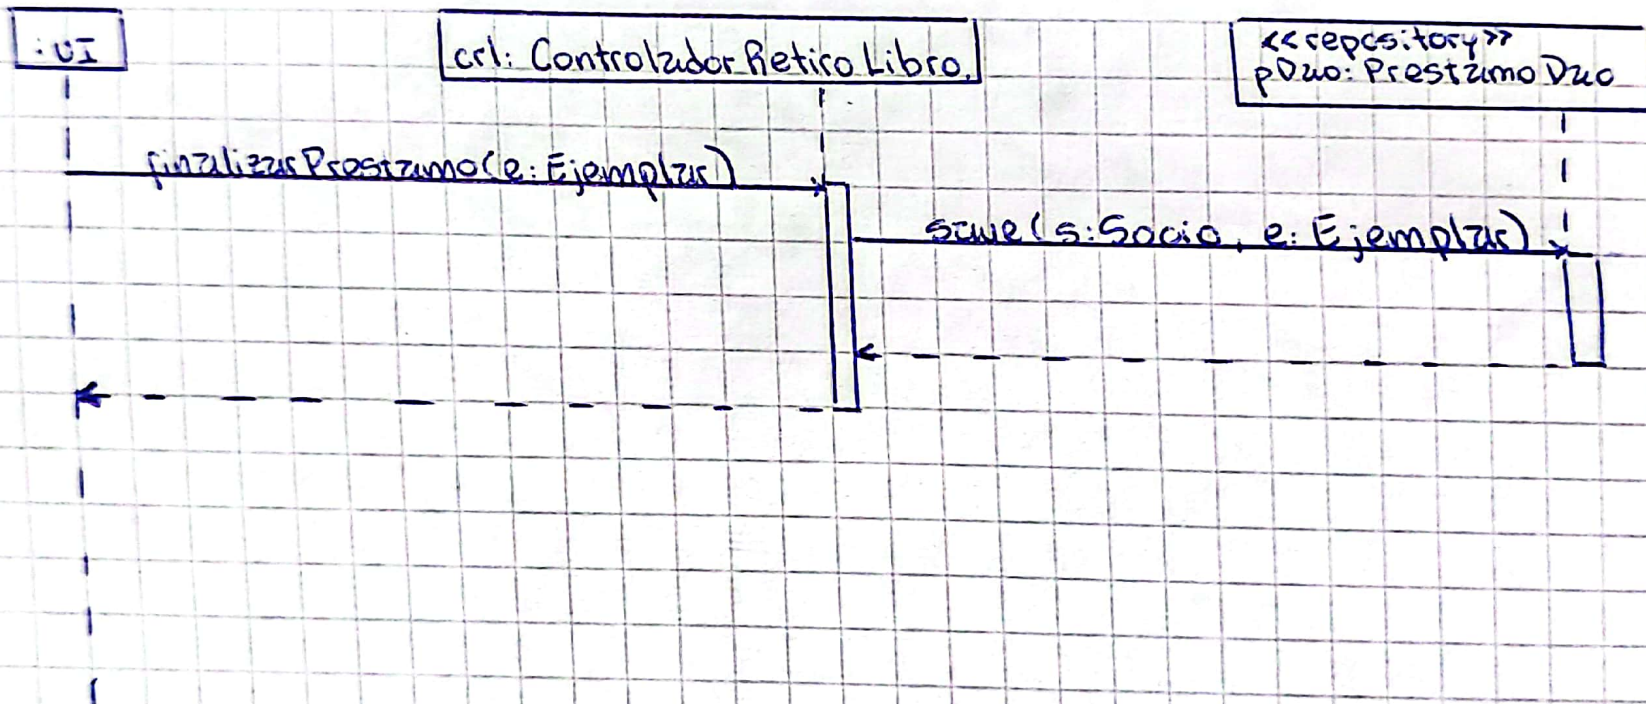 :UI
crl: ControladorRetiroLibro
<<repository>>
pDao: PrestamoDao
finalizarPrestamo(e: Ejemplar)
save(s:Socio, e: Ejemplar)